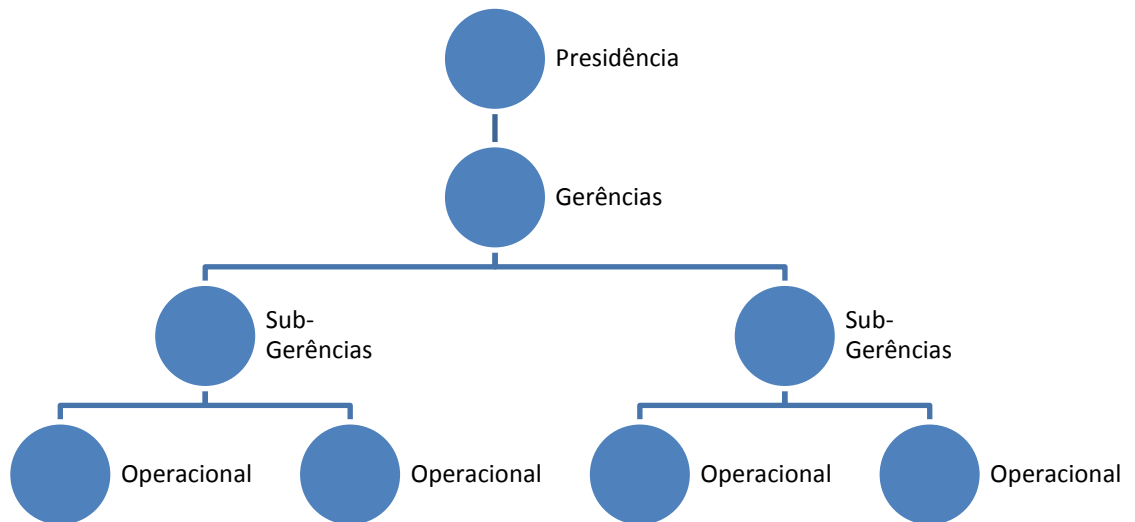 Presidência
Gerências
Sub-
Gerências
Sub-
Gerências
Operacional
Operacional
Operacional
Operacional